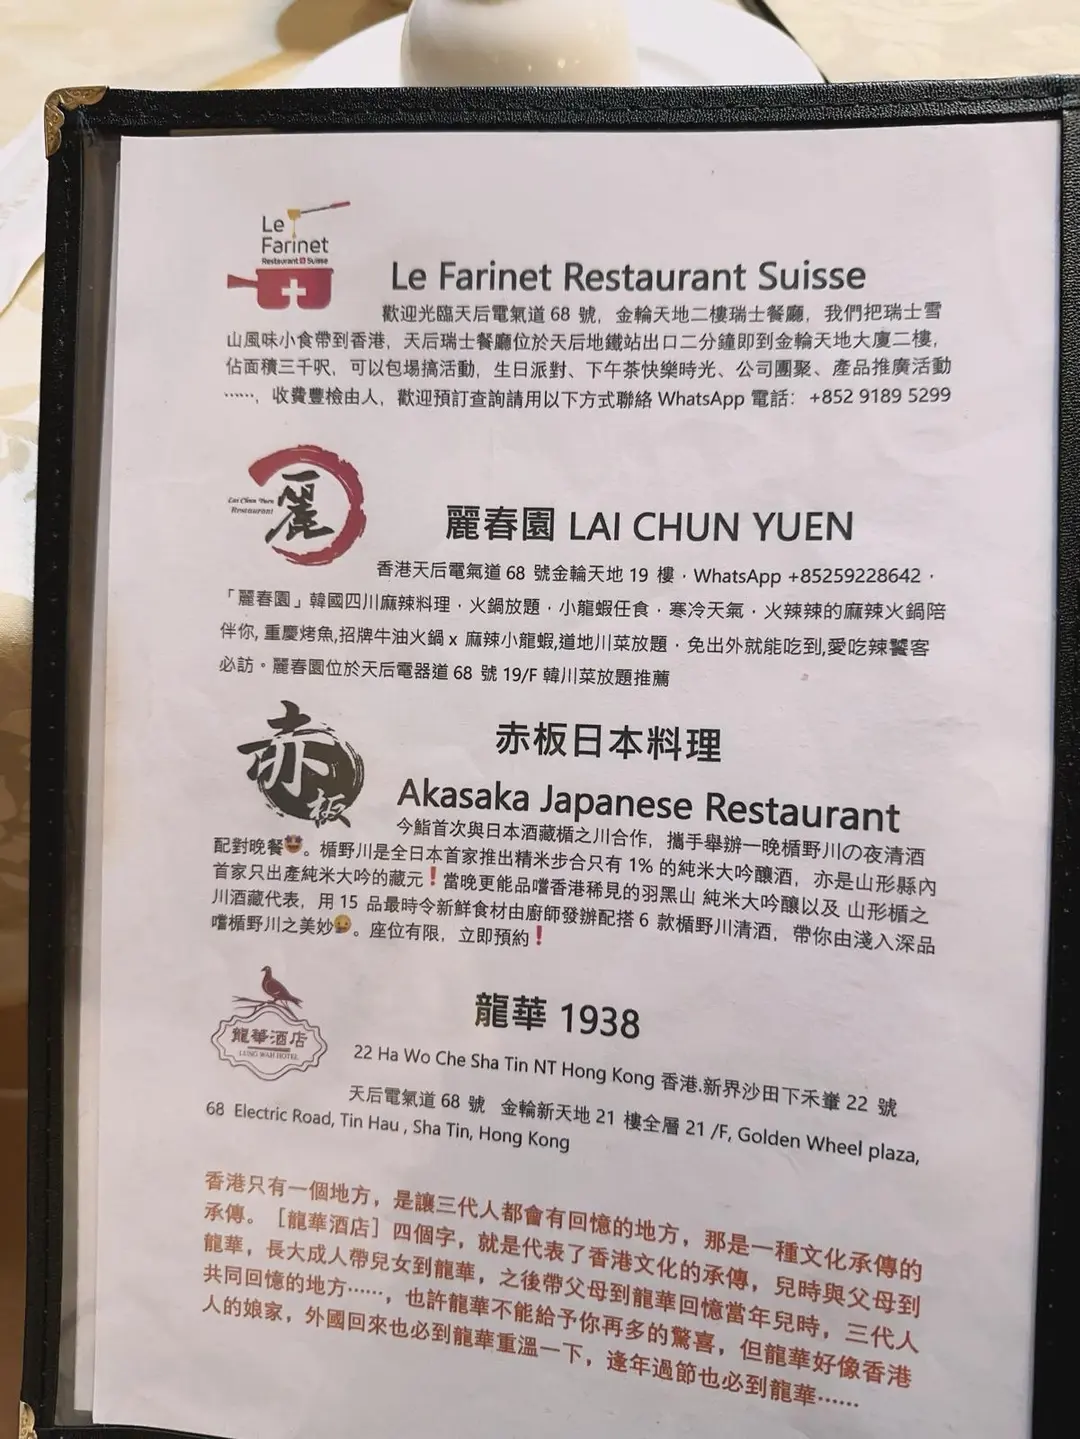 Le
Farinet
Restaurant Suisse
Le Farinet Restaurant Suisse
歡迎光臨天后電氣道 68 號，金輪天地二樓瑞士餐廳，我們把瑞士雪
山風味小食帶到香港，天后瑞士餐廳位於天后地鐵站出口二分鐘即到金輪天地大廈二樓，
佔面積三千呎，可以包場搞活動，生日派對、下午茶快樂時光、公司團聚、產品推廣活動
……，收費豐檢由人，歡迎預訂查詢請用以下方式聯絡 WhatsApp 電話： +852 9189 5299
Lai Chun Yuen
Restaurant
麗
麗春園 LAI CHUN YUEN
香港天后電氣道 68 號金輪天地 19 樓，WhatsApp +85259228642，
「麗春園」韓國四川麻辣料理，火鍋放題，小龍蝦任食，寒冷天氣，火辣辣的麻辣火鍋陪
伴你, 重慶烤魚,招牌牛油火鍋 x 麻辣小龍蝦,道地川菜放題，免出外就能吃到,愛吃辣饕客
必訪。麗春園位於天后電器道 68 號 19/F 韓川菜放題推薦
赤
板
赤板日本料理
Akasaka Japanese Restaurant
今鮨首次與日本酒藏楯之川合作，攜手舉辦一晚楯野川の夜清酒
配對晚餐🤩。楯野川是全日本首家推出精米步合只有 1% 的純米大吟釀酒，亦是山形縣內
首家只出產純米大吟的藏元❗當晚更能品嚐香港稀見的羽黑山 純米大吟釀以及 山形楯之
川酒藏代表，用 15 品最時令新鮮食材由廚師發辦配搭 6 款楯野川清酒，帶你由淺入深品
嚐楯野川之美妙😉。座位有限，立即預約❗
龍華酒店
LUNG WAH HOTEL
龍華 1938
22 Ha Wo Che Sha Tin NT Hong Kong 香港.新界沙田下禾輋 22 號
天后電氣道 68 號 金輪新天地 21 樓全層 21 /F, Golden Wheel plaza,
68 Electric Road, Tin Hau , Sha Tin, Hong Kong
香港只有一個地方，是讓三代人都會有回憶的地方，那是一種文化承傳的
承傳。［龍華酒店］四個字，就是代表了香港文化的承傳，兒時與父母到
龍華，長大成人帶兒女到龍華，之後帶父母到龍華回憶當年兒時，三代人
共同回憶的地方……，也許龍華不能給予你再多的驚喜，但龍華好像香港
人的娘家，外國回來也必到龍華重溫一下，逢年過節也必到龍華……